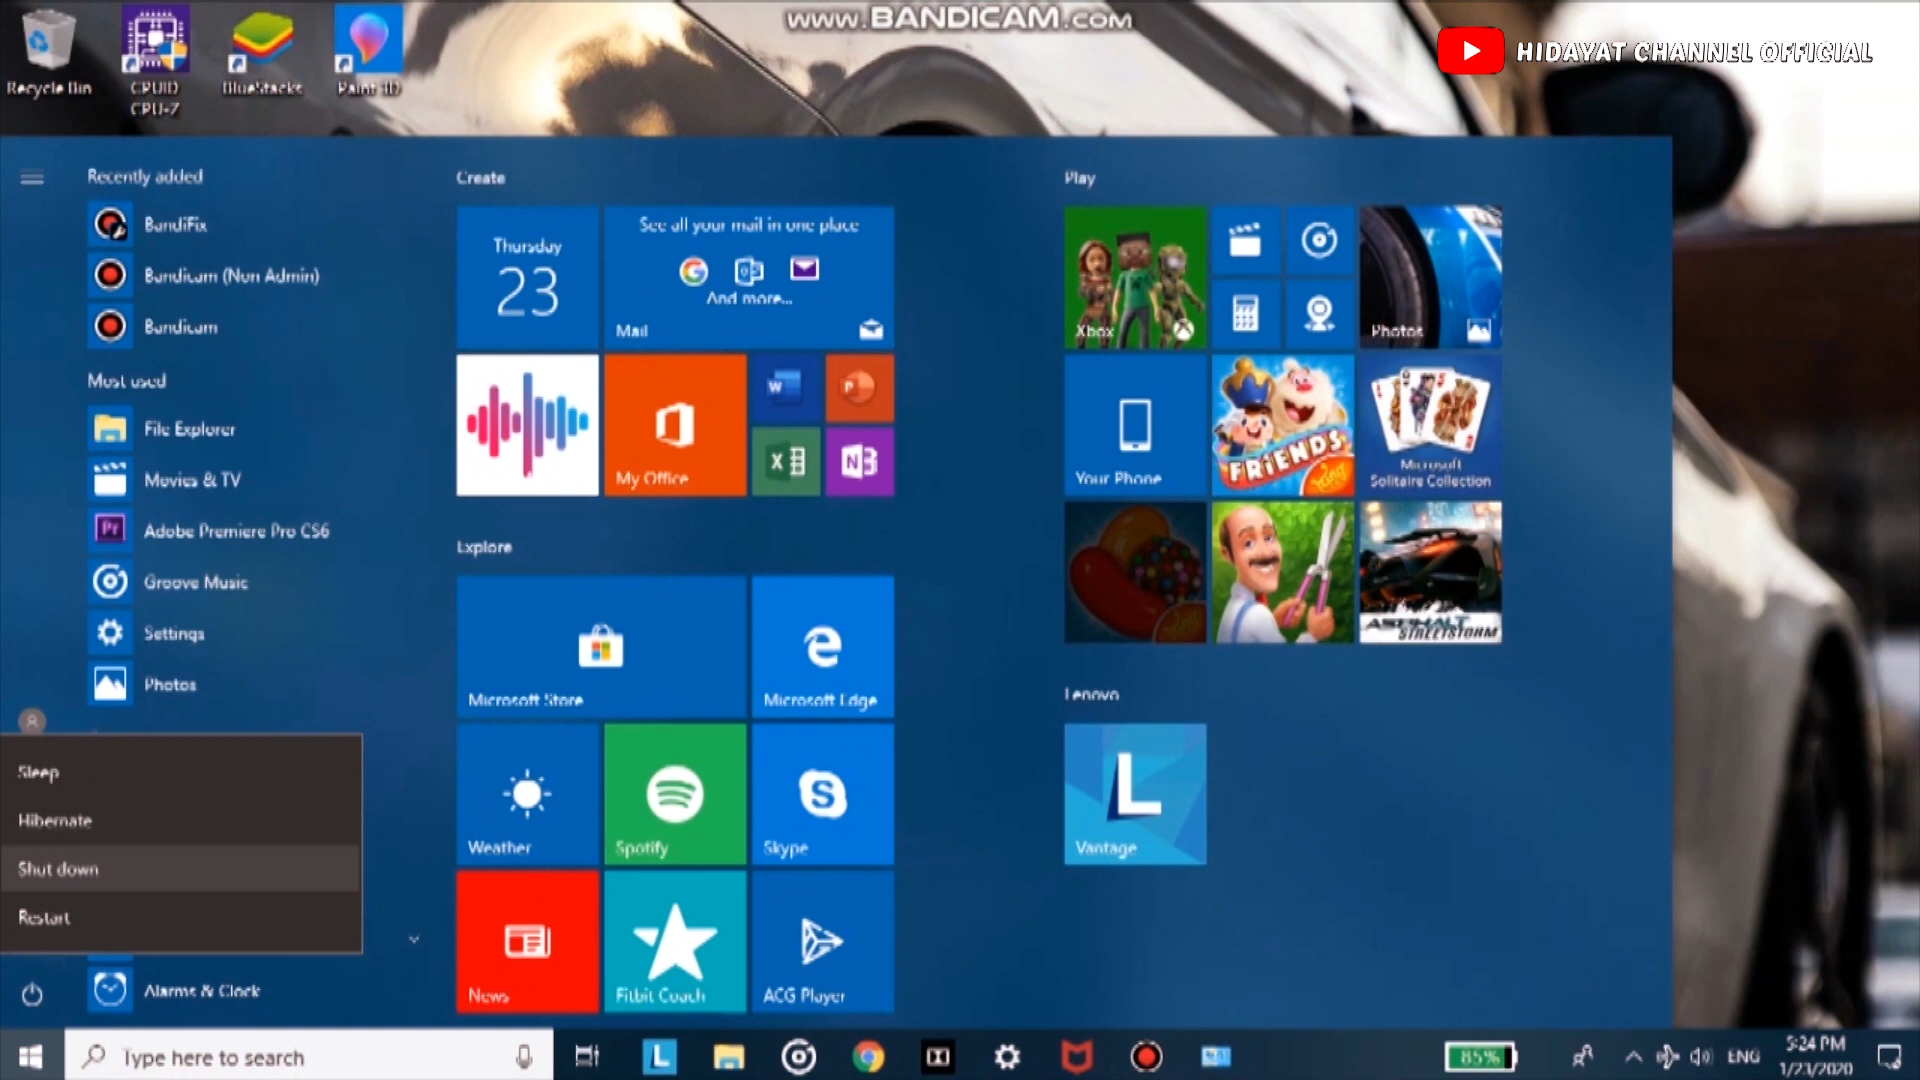 www.BANDICAM.com
HIDAYAT CHANNEL OFFICIAL
Recycle Bin
CPUID
CPU-Z
BlueStacks
Paint 3D
Recently added
BandiFix
Bandicam (Non Admin)
Bandicam
Most used
File Explorer
Movies & TV
Pr
Adobe Premiere Pro CS6
Groove Music
Settings
Photos
Sleep
Hibernate
Shut down
Restart
Alarms & Clock
Create
Thursday
23
See all your mail in one place
And more...
Mail
My Office
W
P
X
N
Explore
Microsoft Store
Microsoft Edge
Weather
Spotify
Skype
News
Fitbit Coach
ACG Player
Play
Xbox
Photos
Your Phone
FRIENDS
King
Microsoft
Solitaire Collection
King
ASPHALT
STREETSTORM
Lenovo
L
Vantage
Type here to search
L
85%
ENG
5:24 PM
1/23/2020